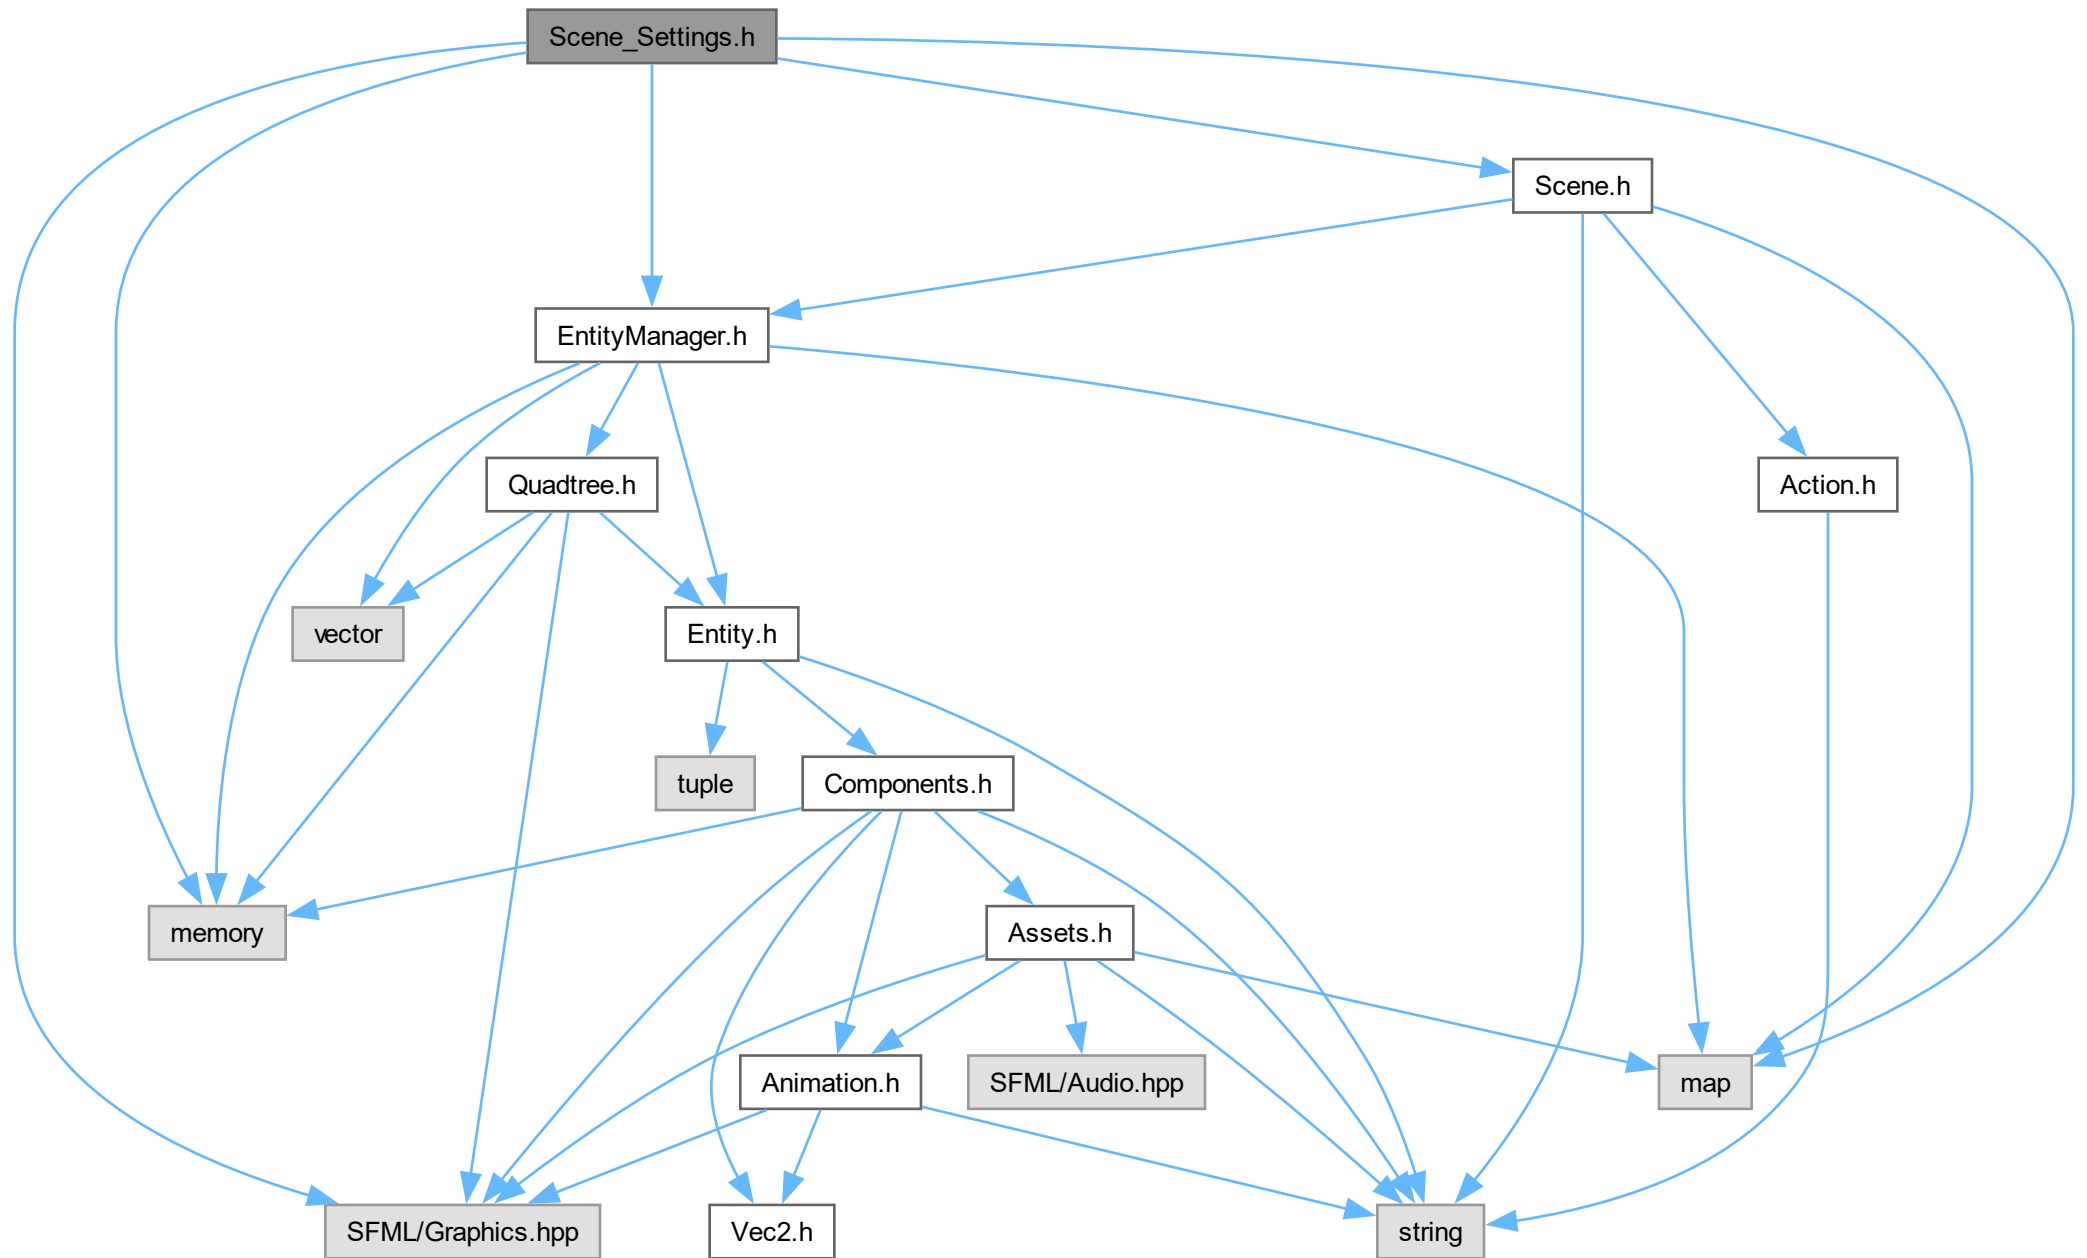 Scene_Settings.h
Scene.h
EntityManager.h
Quadtree.h
Action.h
vector
Entity.h
tuple
Components.h
memory
Assets.h
Animation.h
SFML/Audio.hpp
map
SFML/Graphics.hpp
Vec2.h
string